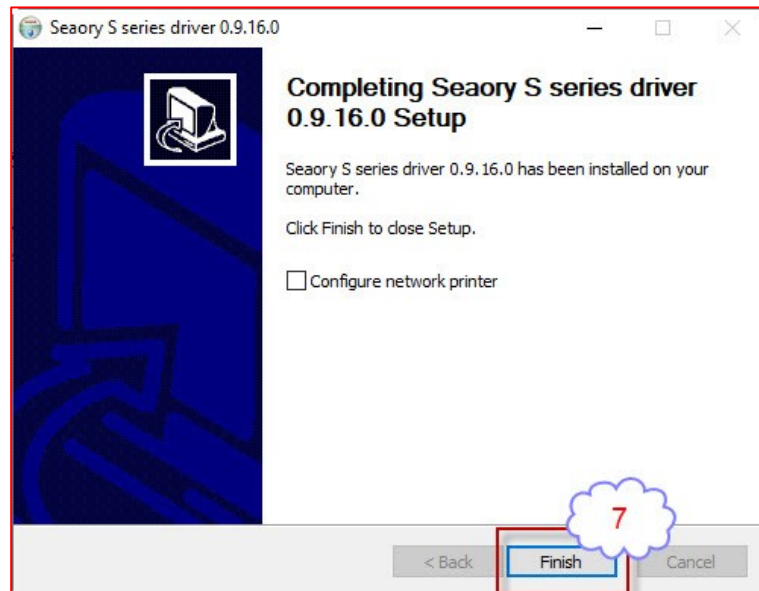 Seaory S series driver 0.9.16.0
Completing Seaory S series driver
0.9.16.0 Setup
Seaory S series driver 0.9.16.0 has been installed on your
computer.
Click Finish to close Setup.
Configure network printer
7
< Back Finish Cancel